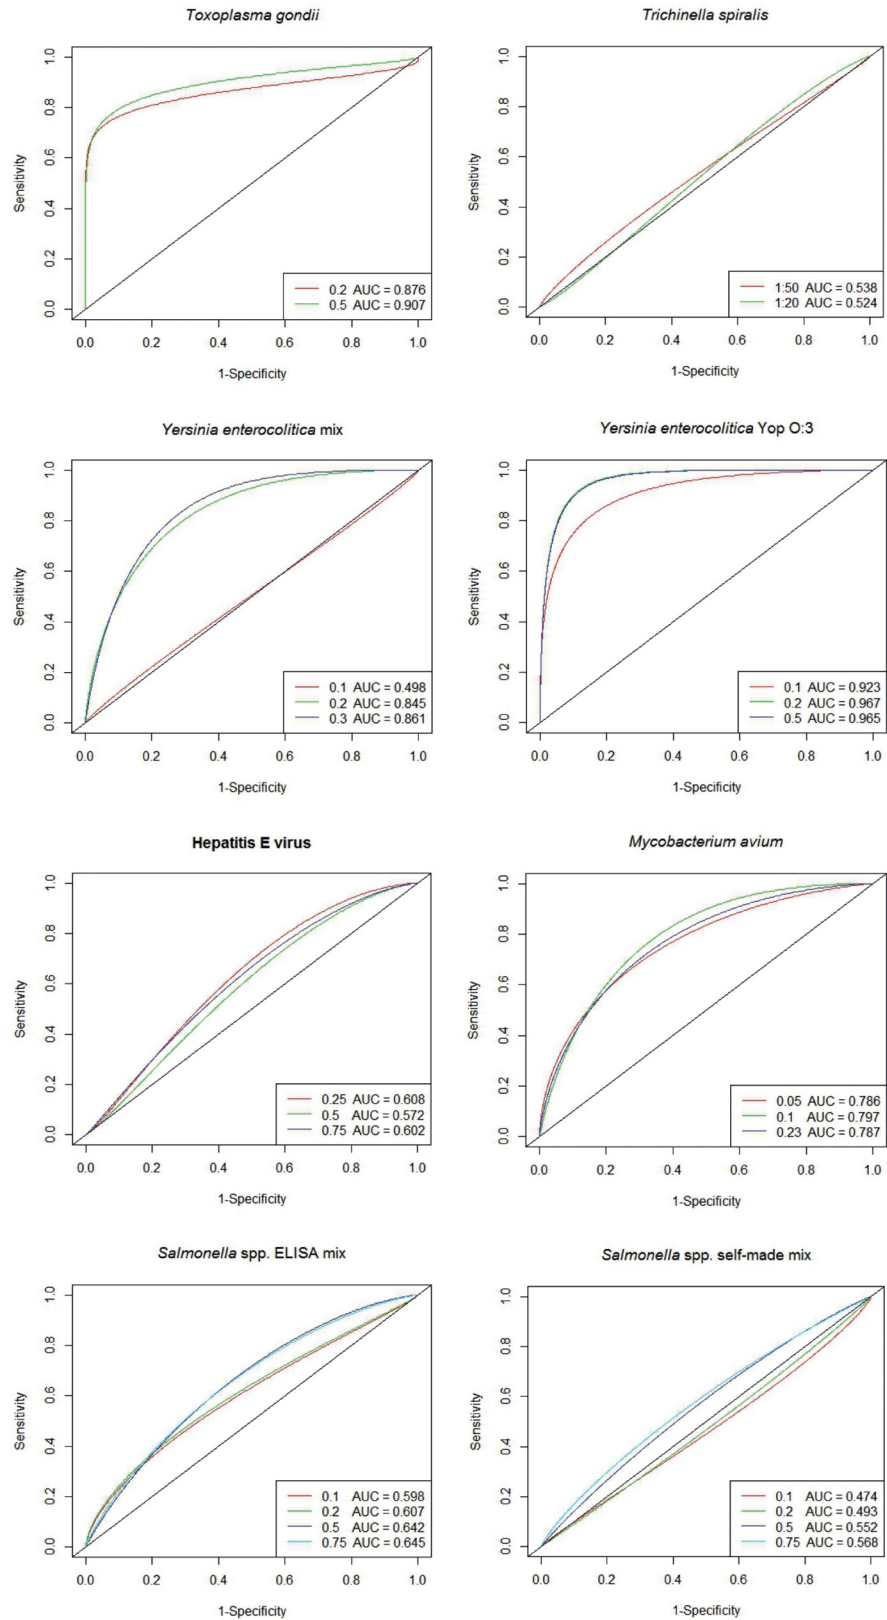 Toxoplasma gondii
Sensitivity
1.0
0.8
0.6
0.4
0.2
0.0
0.2 AUC = 0.876
0.5 AUC = 0.907
0.0 0.2 0.4 0.6 0.8 1.0
1-Specificity
Trichinella spiralis
Sensitivity
1.0
0.8
0.6
0.4
0.2
0.0
1:50 AUC = 0.538
1:20 AUC = 0.524
0.0 0.2 0.4 0.6 0.8 1.0
1-Specificity
Yersinia enterocolitica mix
Sensitivity
1.0
0.8
0.6
0.4
0.2
0.0
0.1 AUC = 0.498
0.2 AUC = 0.845
0.3 AUC = 0.861
0.0 0.2 0.4 0.6 0.8 1.0
1-Specificity
Yersinia enterocolitica Yop O:3
Sensitivity
1.0
0.8
0.6
0.4
0.2
0.0
0.1 AUC = 0.923
0.2 AUC = 0.967
0.5 AUC = 0.965
0.0 0.2 0.4 0.6 0.8 1.0
1-Specificity
Hepatitis E virus
Sensitivity
1.0
0.8
0.6
0.4
0.2
0.0
0.25 AUC = 0.608
0.5 AUC = 0.572
0.75 AUC = 0.602
0.0 0.2 0.4 0.6 0.8 1.0
1-Specificity
Mycobacterium avium
Sensitivity
1.0
0.8
0.6
0.4
0.2
0.0
0.05 AUC = 0.786
0.1 AUC = 0.797
0.23 AUC = 0.787
0.0 0.2 0.4 0.6 0.8 1.0
1-Specificity
Salmonella spp. ELISA mix
Sensitivity
1.0
0.8
0.6
0.4
0.2
0.0
0.1 AUC = 0.598
0.2 AUC = 0.607
0.5 AUC = 0.642
0.75 AUC = 0.645
0.0 0.2 0.4 0.6 0.8 1.0
1-Specificity
Salmonella spp. self-made mix
Sensitivity
1.0
0.8
0.6
0.4
0.2
0.0
0.1 AUC = 0.474
0.2 AUC = 0.493
0.5 AUC = 0.552
0.75 AUC = 0.568
0.0 0.2 0.4 0.6 0.8 1.0
1-Specificity